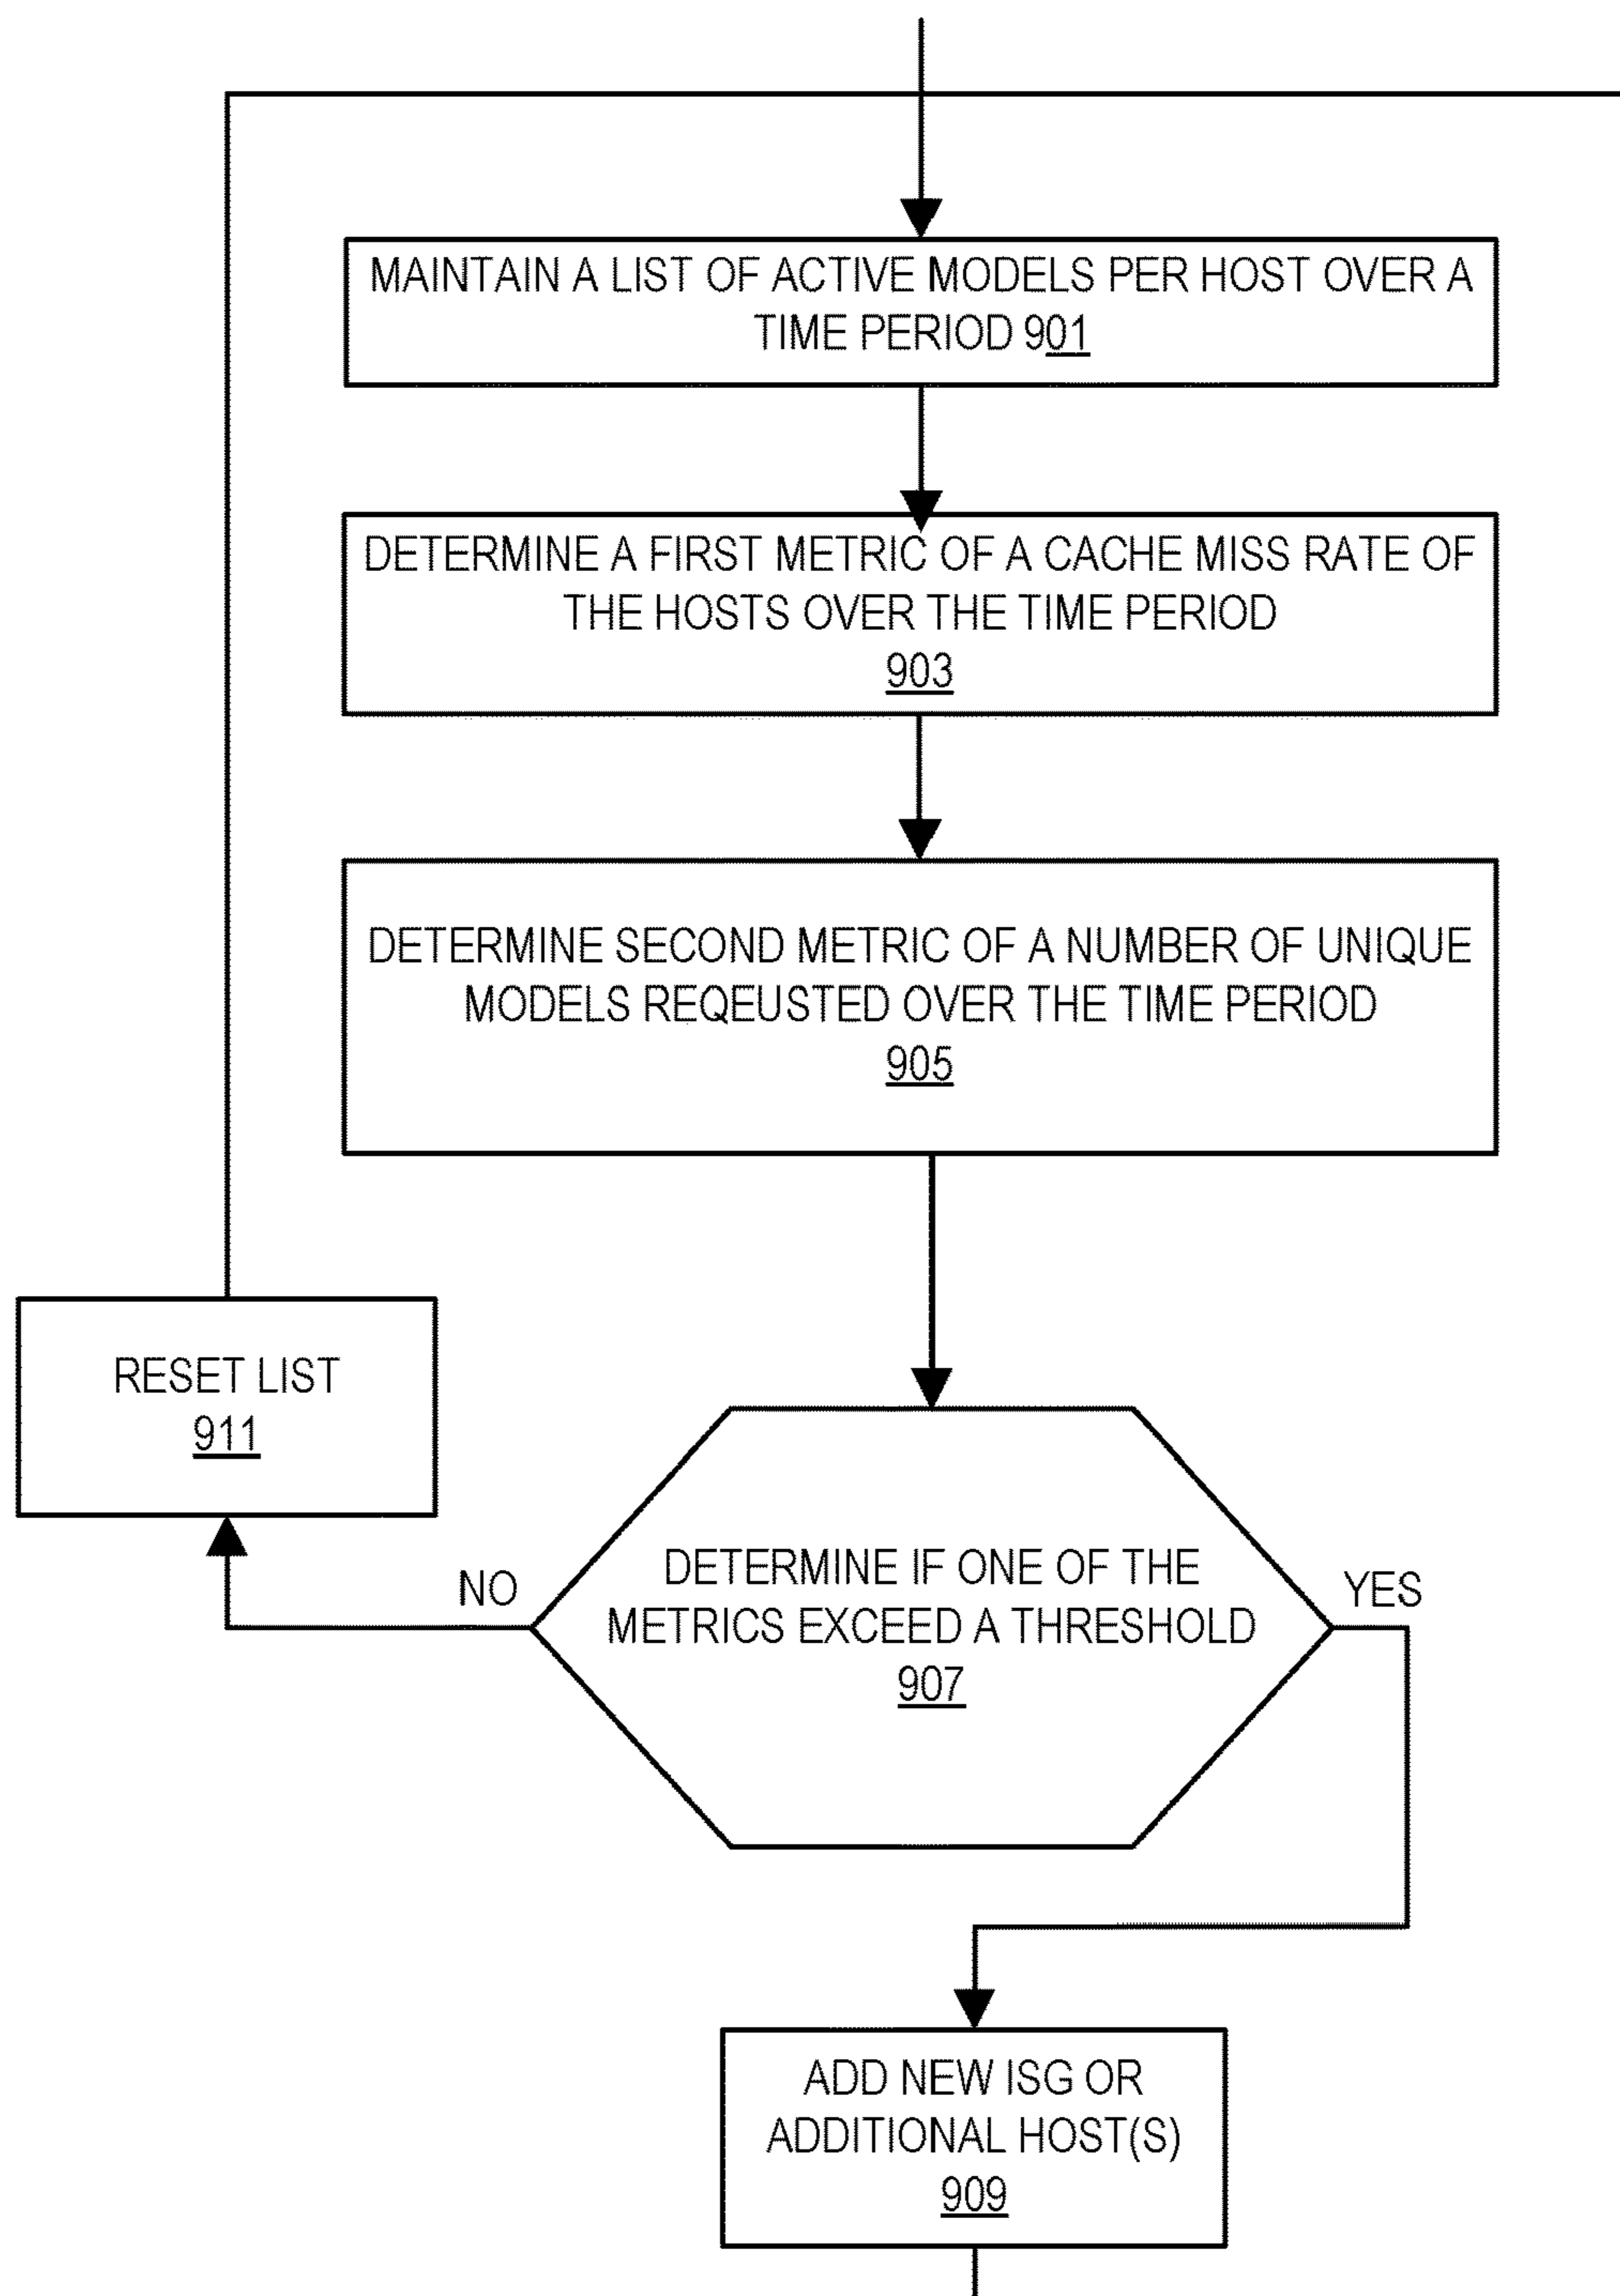 MAINTAIN A LIST OF ACTIVE MODELS PER HOST OVER A
TIME PERIOD 901
DETERMINE A FIRST METRIC OF A CACHE MISS RATE OF
THE HOSTS OVER THE TIME PERIOD
903
DETERMINE SECOND METRIC OF A NUMBER OF UNIQUE
MODELS REQEUSTED OVER THE TIME PERIOD
905
RESET LIST
911
NO
DETERMINE IF ONE OF THE
METRICS EXCEED A THRESHOLD
907
YES
ADD NEW ISG OR
ADDITIONAL HOST(S)
909